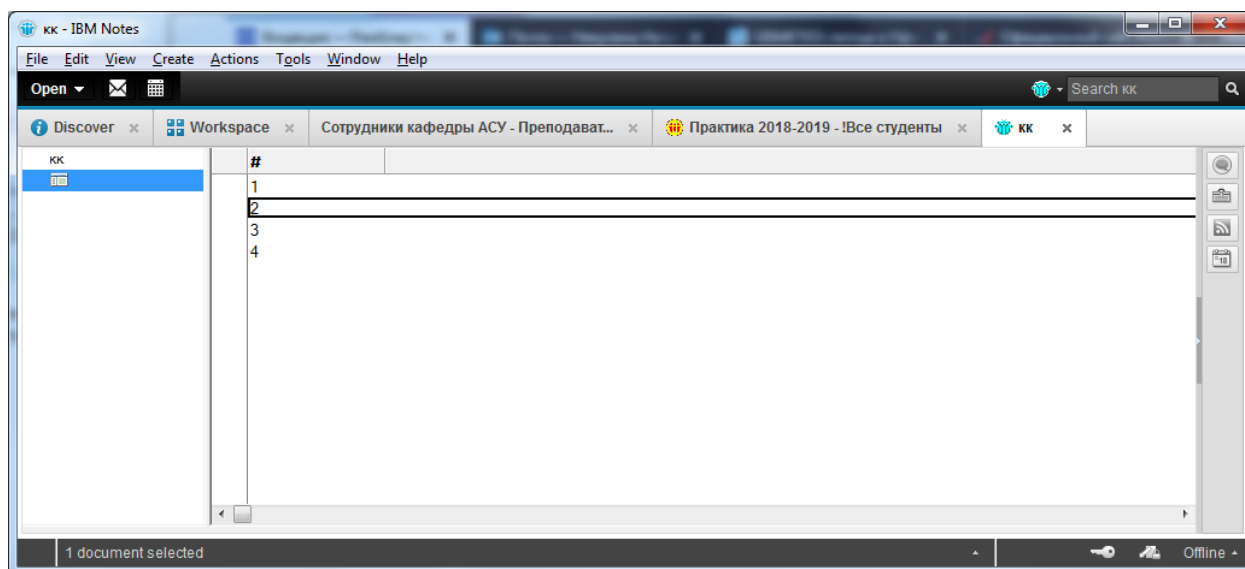 кк - IBM Notes
File Edit View Create Actions Tools Window Help
Open Search кк
Discover Workspace Сотрудники кафедры АСУ - Преподават... Практика 2018-2019 - !Все студенты кк
кк #
1
2
3
4
18
1 document selected Offline